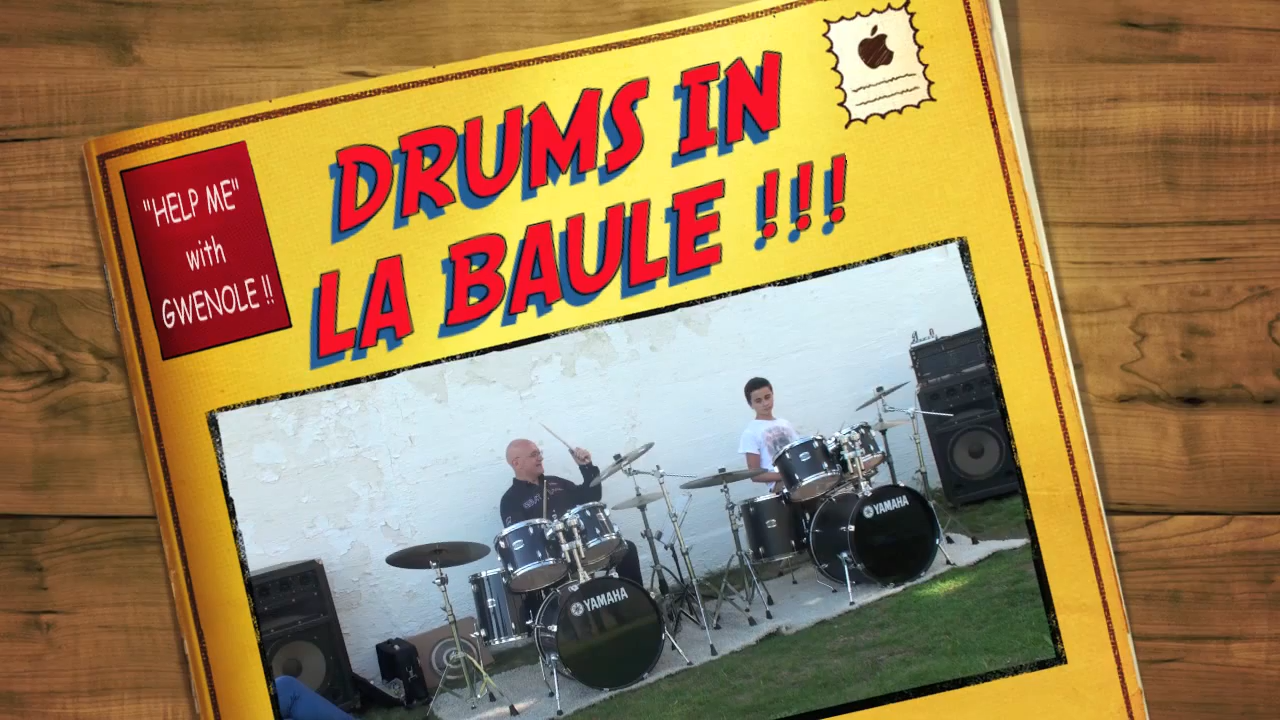 DRUMS IN
LA BAULE !!!
"HELP ME"
with
GWENOLE !!
YAMAHA
YAMAHA